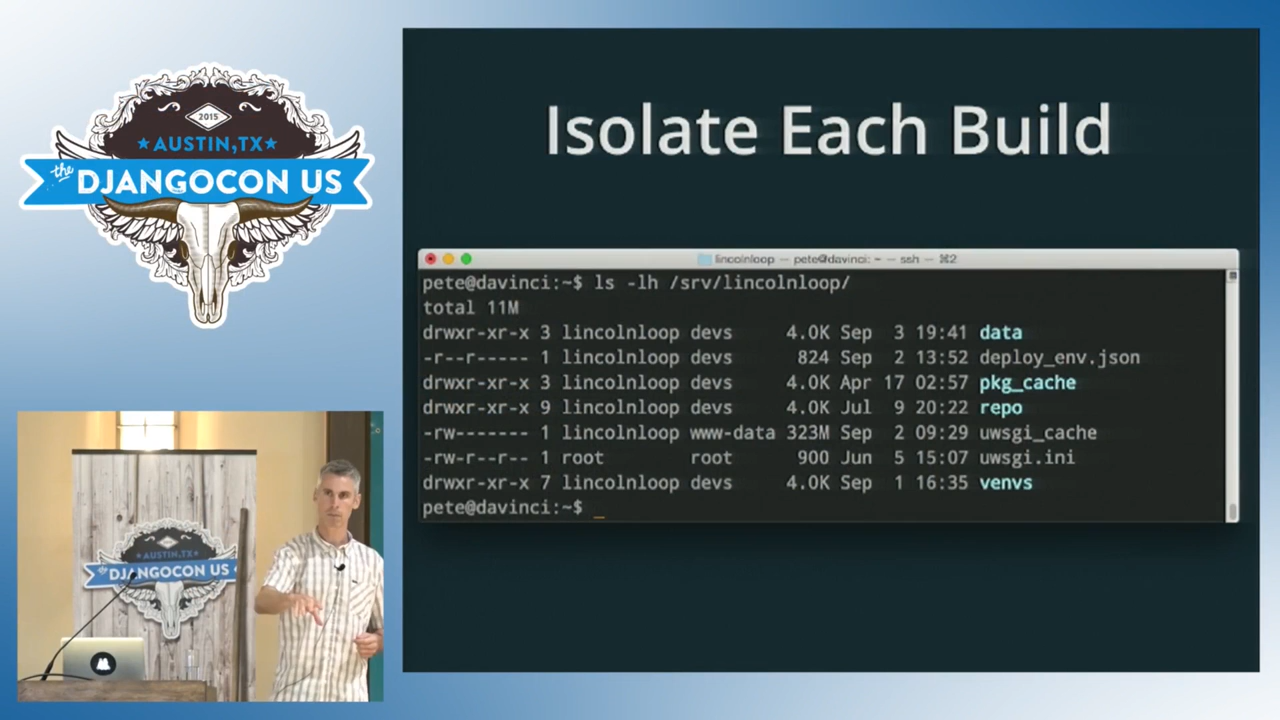 2015
AUSTIN,TX
the
DJANGOCON US
Isolate Each Build
lincolnloop — pete@davinci: ~ — ssh — ⌘2
pete@davinci:~$ ls -lh /srv/lincolnloop/
total 11M
drwxr-xr-x 3 lincolnloop devs 4.0K Sep 3 19:41 data
-r--r----- 1 lincolnloop devs 824 Sep 2 13:52 deploy_env.json
drwxr-xr-x 3 lincolnloop devs 4.0K Apr 17 02:57 pkg_cache
drwxr-xr-x 9 lincolnloop devs 4.0K Jul 9 20:22 repo
-rw------- 1 lincolnloop www-data 323M Sep 2 09:29 uwsgi_cache
-rw-r--r-- 1 root root 900 Jun 5 15:07 uwsgi.ini
drwxr-xr-x 7 lincolnloop devs 4.0K Sep 1 16:35 venvs
pete@davinci:~$ _
AUSTIN,TX
the
DJANGOCON US